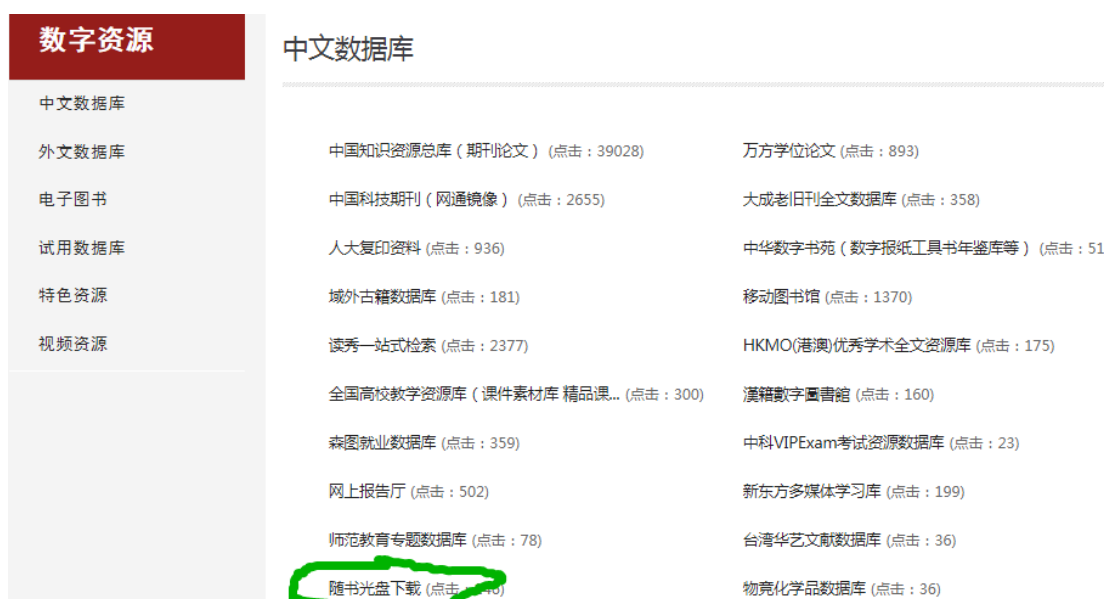 数字资源
中文数据库
外文数据库
电子图书
试用数据库
特色资源
视频资源
中文数据库
中国知识资源总库（期刊论文） (点击：39028)
万方学位论文 (点击：893)
中国科技期刊（网通镜像） (点击：2655)
大成老旧刊全文数据库 (点击：358)
人大复印资料 (点击：936)
中华数字书苑（数字报纸工具书年鉴库等） (点击：51
域外古籍数据库 (点击：181)
移动图书馆 (点击：1370)
读秀一站式检索 (点击：2377)
HKMO(港澳)优秀学术全文资源库 (点击：175)
全国高校教学资源库（课件素材库 精品课... (点击：300)
漢籍數字圖書館 (点击：160)
森图就业数据库 (点击：359)
中科VIPExam考试资源数据库 (点击：23)
网上报告厅 (点击：502)
新东方多媒体学习库 (点击：199)
师范教育专题数据库 (点击：78)
台湾华艺文献数据库 (点击：36)
随书光盘下载 (点击
物竞化学品数据库 (点击：36)